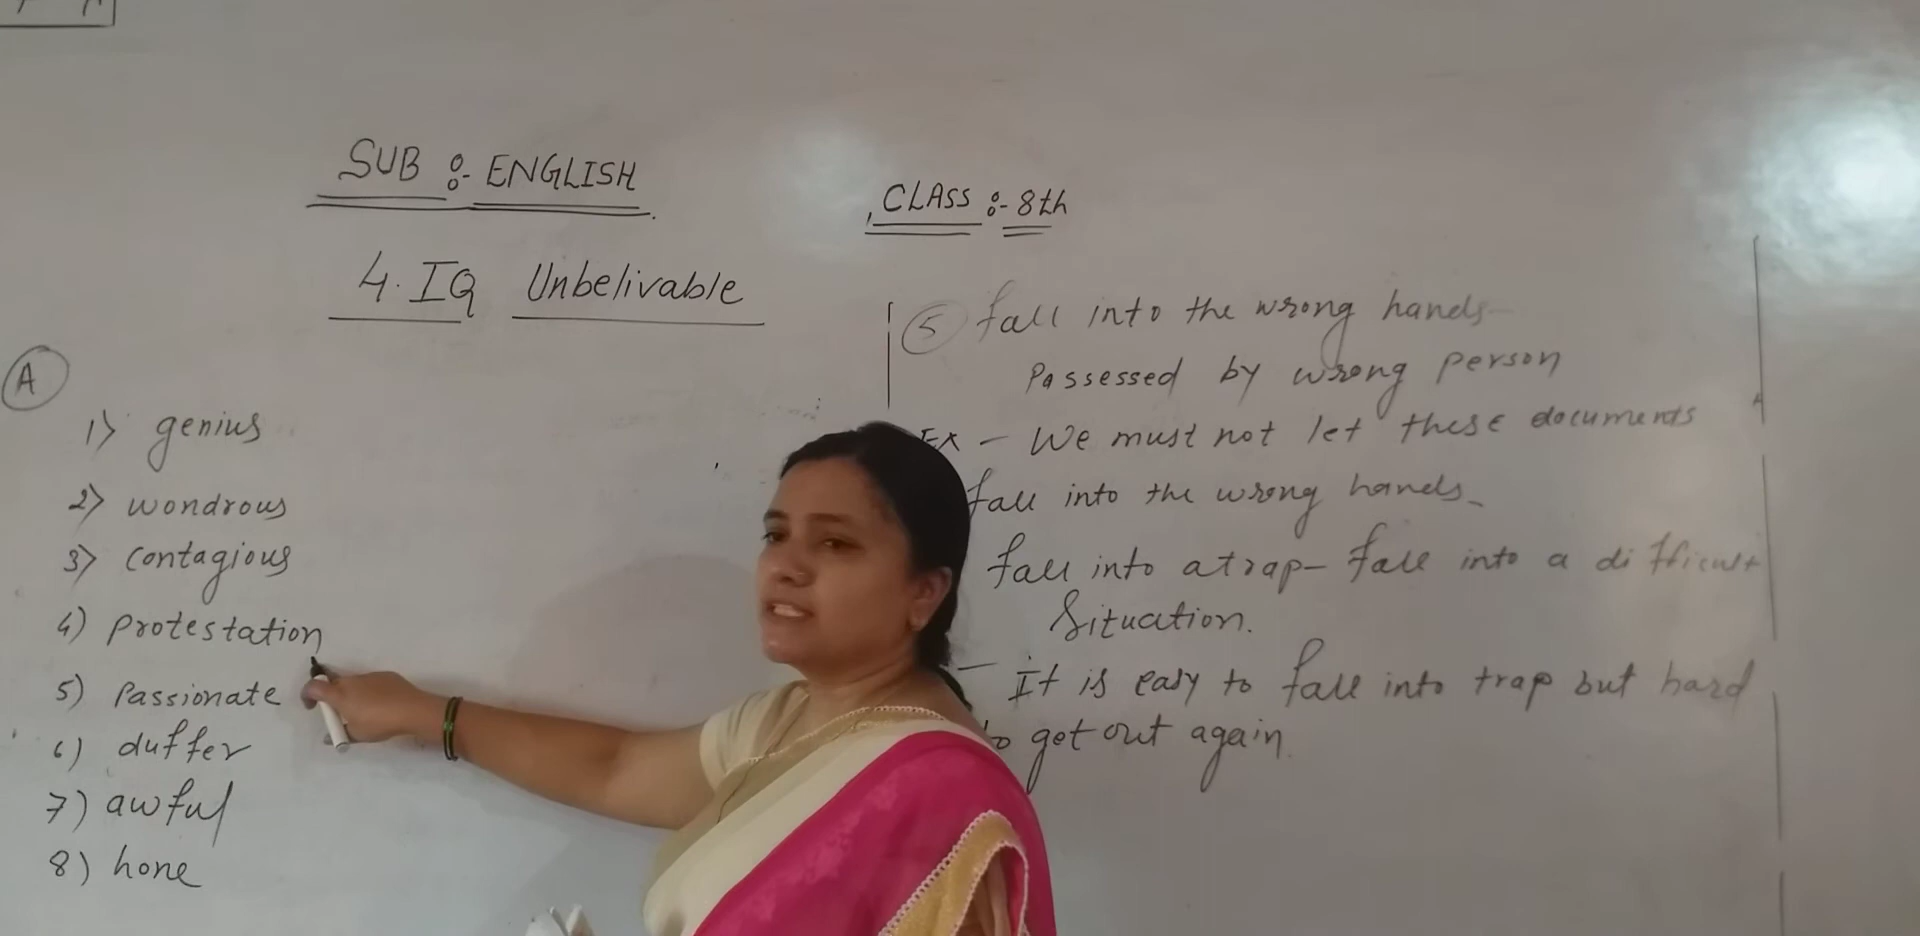 SUB :- ENGLISH
CLASS :- 8th
4. IQ Unbelivable
A
1) genius
2) wondrous
3) contagious
4) protestation
5) Passionate
6) duffer
7) awful
8) hone
5 fall into the wrong hands-
Possessed by wrong person
Ex - We must not let these documents
fall into the wrong hands-
fall into a trap- fall into a difficult
Situation.
- It is easy to fall into trap but hard
to get out again.